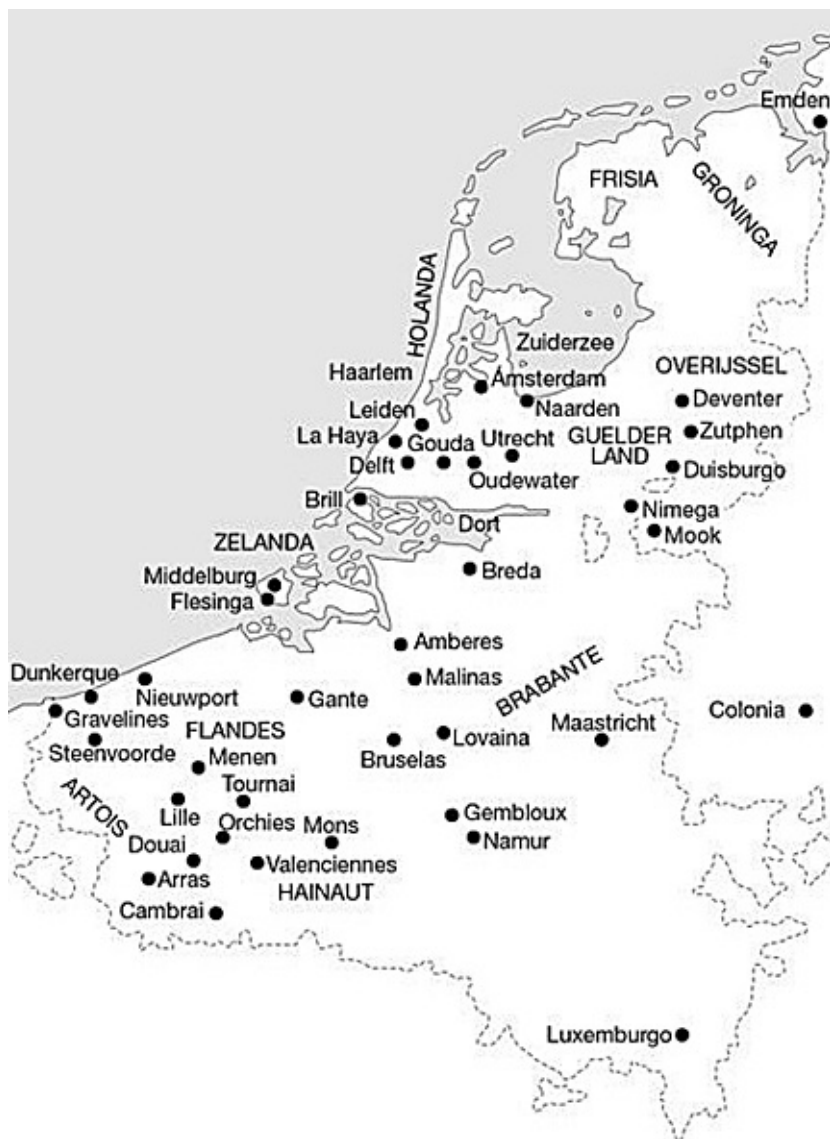 Emden
FRISIA
GRONINGA
HOLANDA
Zuiderzee
Haarlem
Ámsterdam
OVERIJSSEL
Naarden
Deventer
Leiden
La Haya
Gouda
Utrecht
GUELDER
LAND
Zutphen
Delft
Oudewater
Duisburgo
Brill
Dort
Nimega
Mook
ZELANDA
Middelburg
Flesinga
Breda
Amberes
Dunkerque
Nieuwport
Gante
Malinas
BRABANTE
Gravelines
FLANDES
Steenvoorde
Menen
Bruselas
Lovaina
Maastricht
Colonia
Tournai
ARTOIS
Lille
Orchies
Mons
Gembloux
Namur
Douai
Valenciennes
Arras
HAINAUT
Cambrai
Luxemburgo